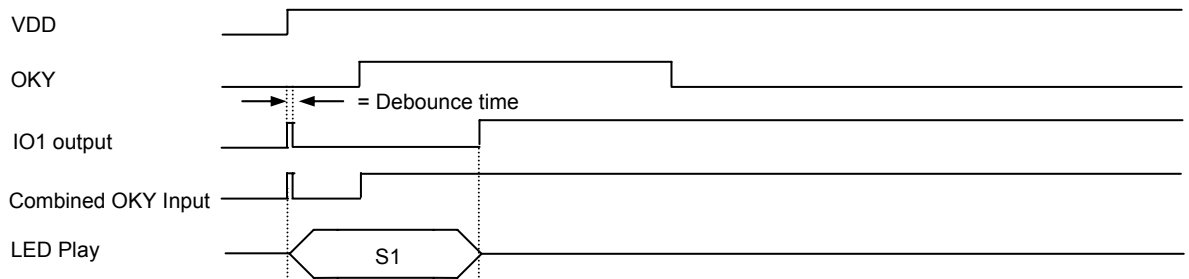 VDD
OKY
= Debounce time
IO1 output
Combined OKY Input
LED Play
S1